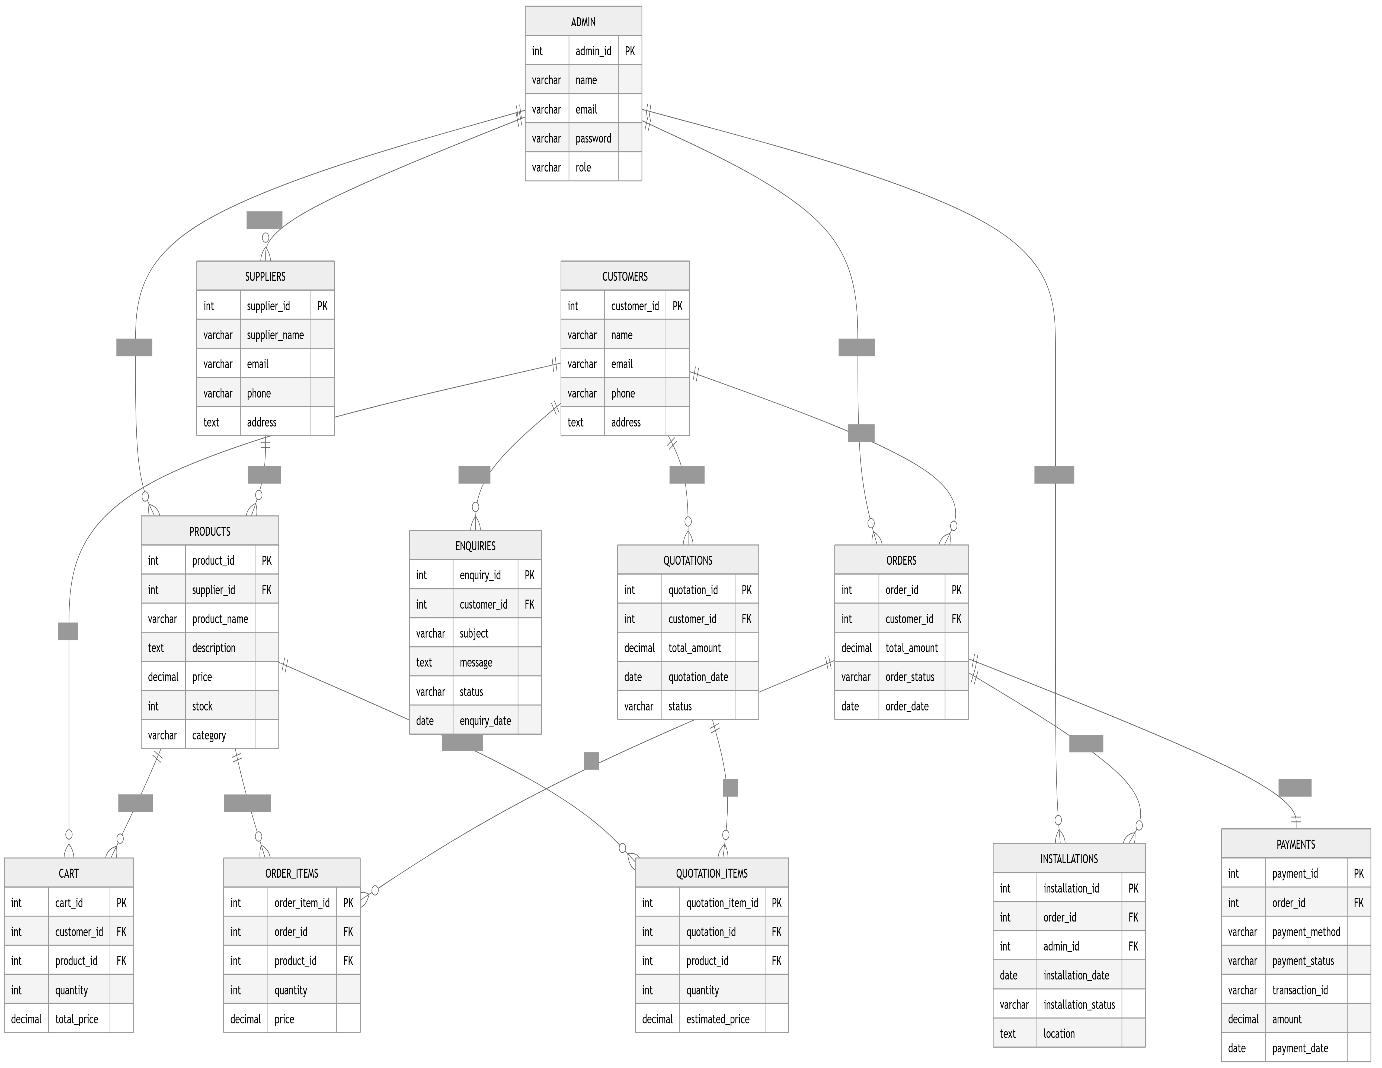 ADMIN
int admin_id PK
varchar name
varchar email
varchar password
varchar role
SUPPLIERS
int supplier_id PK
varchar supplier_name
varchar email
varchar phone
text address
CUSTOMERS
int customer_id PK
varchar name
varchar email
varchar phone
text address
PRODUCTS
int product_id PK
int supplier_id FK
varchar product_name
text description
decimal price
int stock
varchar category
ENQUIRIES
int enquiry_id PK
int customer_id FK
varchar subject
text message
varchar status
date enquiry_date
QUOTATIONS
int quotation_id PK
int customer_id FK
decimal total_amount
date quotation_date
varchar status
ORDERS
int order_id PK
int customer_id FK
decimal total_amount
varchar order_status
date order_date
CART
int cart_id PK
int customer_id FK
int product_id FK
int quantity
decimal total_price
ORDER_ITEMS
int order_item_id PK
int order_id FK
int product_id FK
int quantity
decimal price
QUOTATION_ITEMS
int quotation_item_id PK
int quotation_id FK
int product_id FK
int quantity
decimal estimated_price
INSTALLATIONS
int installation_id PK
int order_id FK
int admin_id FK
date installation_date
varchar installation_status
text location
PAYMENTS
int payment_id PK
int order_id FK
varchar payment_method
varchar payment_status
varchar transaction_id
decimal amount
date payment_date